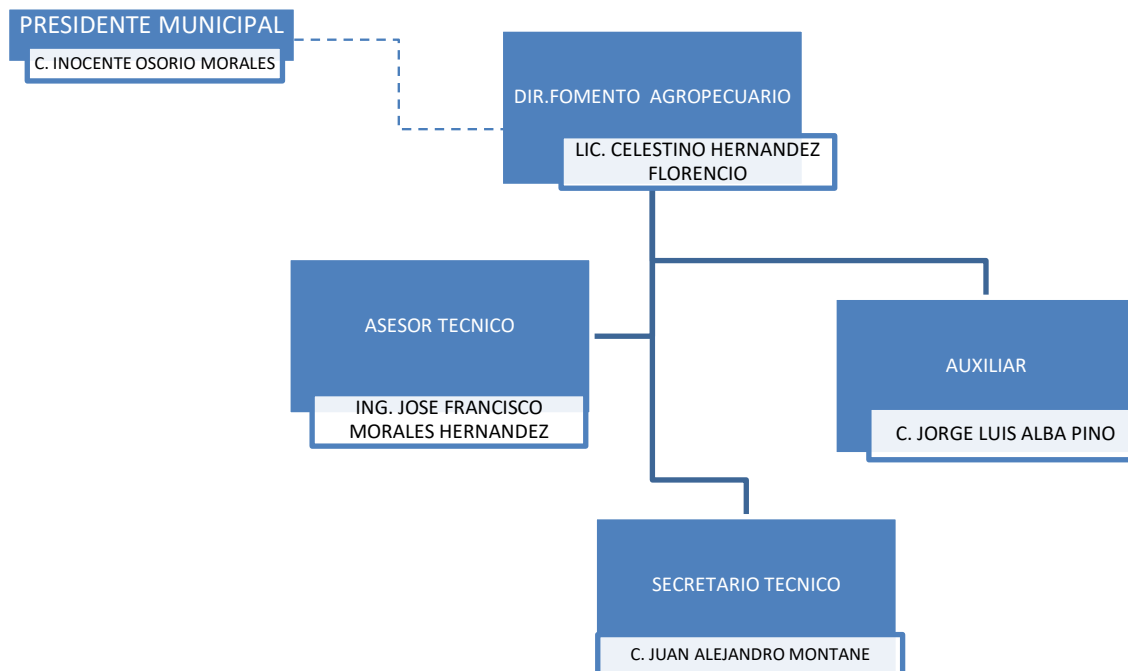 PRESIDENTE MUNICIPAL
C. INOCENTE OSORIO MORALES
DIR.FOMENTO AGROPECUARIO
LIC. CELESTINO HERNANDEZ
FLORENCIO
ASESOR TECNICO
ING. JOSE FRANCISCO
MORALES HERNANDEZ
AUXILIAR
C. JORGE LUIS ALBA PINO
SECRETARIO TECNICO
C. JUAN ALEJANDRO MONTANE